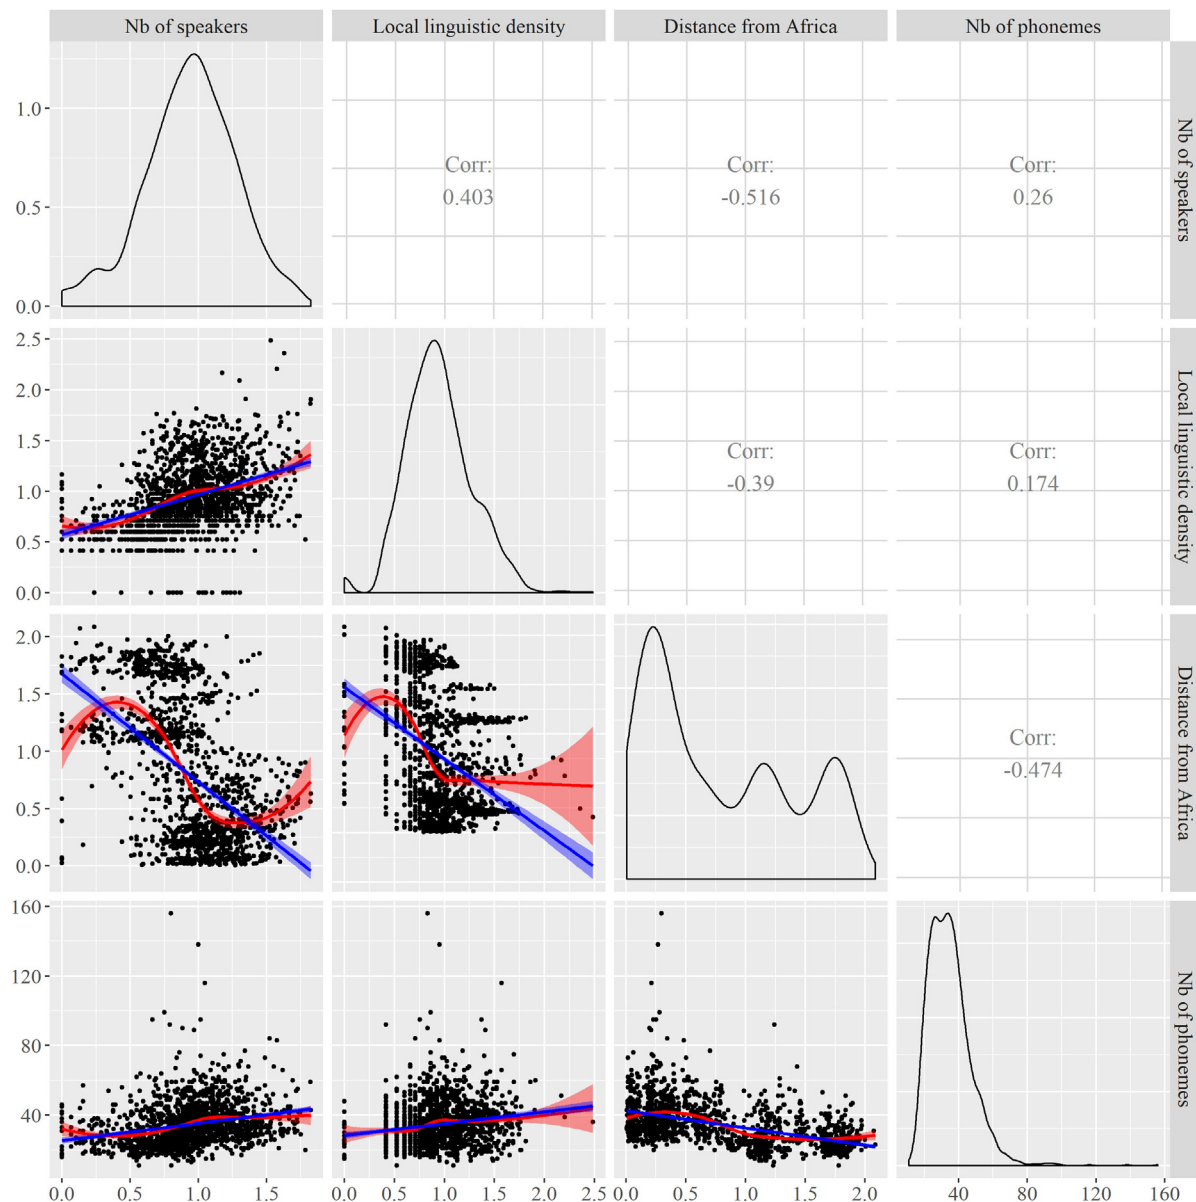 Nb of speakers
Local linguistic density
Distance from Africa
Nb of phonemes
1.0
0.5
0.0
Corr:
0.403
Corr:
-0.516
Corr:
0.26
Nb of speakers
2.5
2.0
1.5
1.0
0.5
0.0
Corr:
-0.39
Corr:
0.174
Local linguistic density
2.0
1.5
1.0
0.5
0.0
Corr:
-0.474
Distance from Africa
160
120
80
40
Nb of phonemes
0.0 0.5 1.0 1.5
0.0 0.5 1.0 1.5 2.0 2.5
0.0 0.5 1.0 1.5 2.0
40 80 120 160